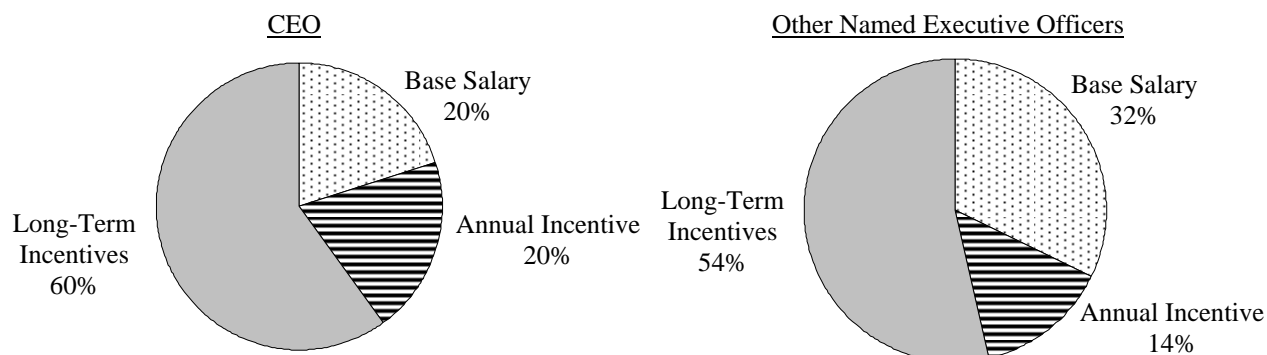 CEO
Base Salary
20%
Annual Incentive
20%
Long-Term
Incentives
60%
Other Named Executive Officers
Base Salary
32%
Annual Incentive
14%
Long-Term
Incentives
54%